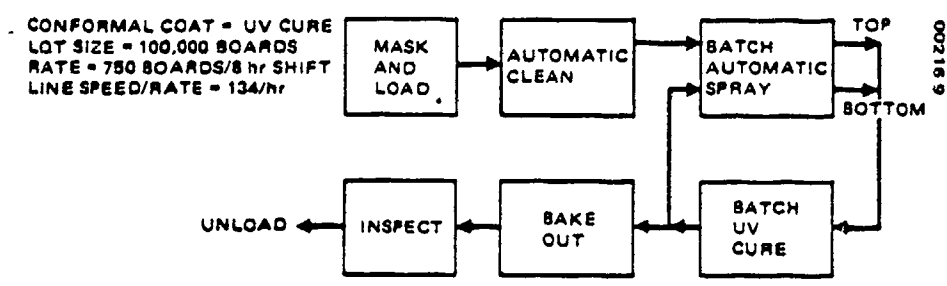 CONFORMAL COAT = UV CURE
LOT SIZE = 100,000 BOARDS
RATE = 750 BOARDS/8 hr SHIFT
LINE SPEED/RATE = 134/hr
MASK
AND
LOAD
AUTOMATIC
CLEAN
BATCH
AUTOMATIC
SPRAY
TOP
BOTTOM
00216 9
UNLOAD
INSPECT
BAKE
OUT
BATCH
UV
CURE